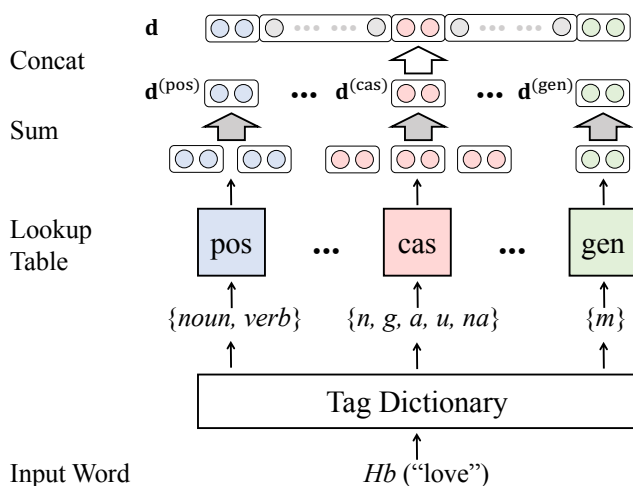 d
Concat
d(pos) ... d(cas) ... d(gen)
Sum
Lookup
Table
pos ... cas ... gen
{noun, verb} {n, g, a, u, na} {m}
Tag Dictionary
Input Word Hb (“love”)